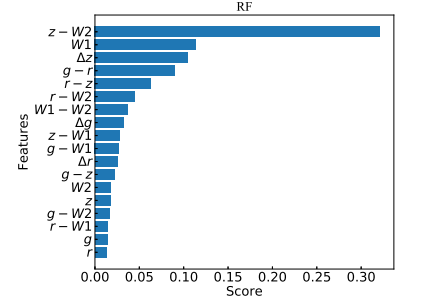 RF
z − W2
W1
Δz
g − r
r − z
r − W2
W1 − W2
Δg
z − W1
g − W1
Δr
g − z
W2
z
g − W2
r − W1
g
r
Features
0.00 0.05 0.10 0.15 0.20 0.25 0.30
Score